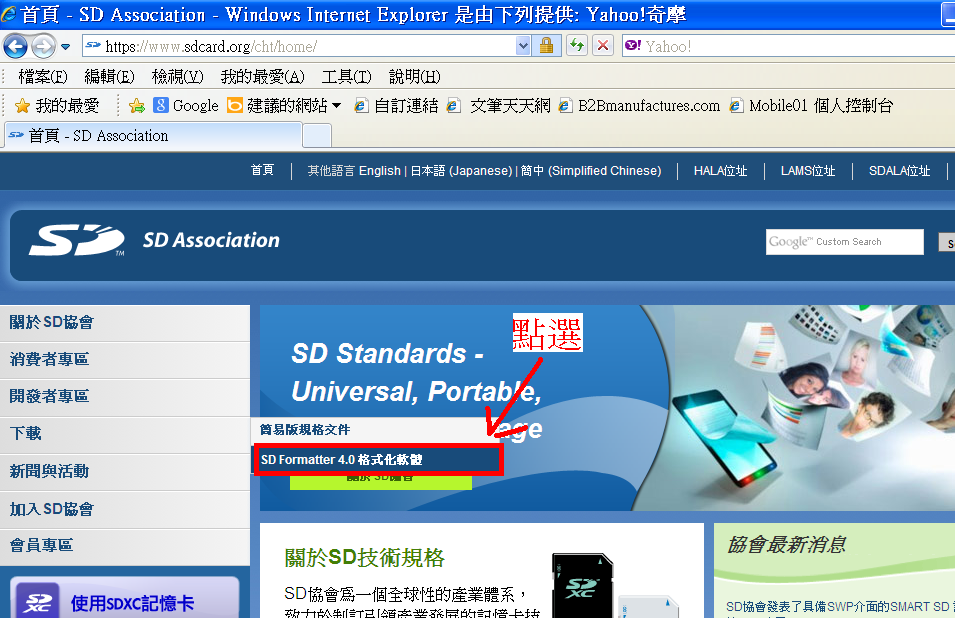 首頁 - SD Association - Windows Internet Explorer 是由下列提供: Yahoo!奇摩
https://www.sdcard.org/cht/home/
Yahoo!
檔案(F) 編輯(E) 檢視(V) 我的最愛(A) 工具(T) 說明(H)
我的最愛 Google 建議的網站 自訂連結 文筆天天網 B2Bmanufactures.com Mobile01 個人控制台
首頁 - SD Association
首頁 其他語言 English | 日本語 (Japanese) | 簡中 (Simplified Chinese) HALA位址 LAMS位址 SDALA位址
SD Association
Google™ Custom Search
關於SD協會
消費者專區
開發者專區
下載
新聞與活動
加入SD協會
會員專區
使用SDXC記憶卡
點選
SD Standards -
Universal, Portable,
簡易版規格文件
SD Formatter 4.0 格式化軟體
關於 SD協會
關於SD技術規格
SD協會為一個全球性的產業體系，
致力於制訂引領產業發展的記憶卡技
協會最新消息
SD協會發表了具備SWP介面的SMART SD